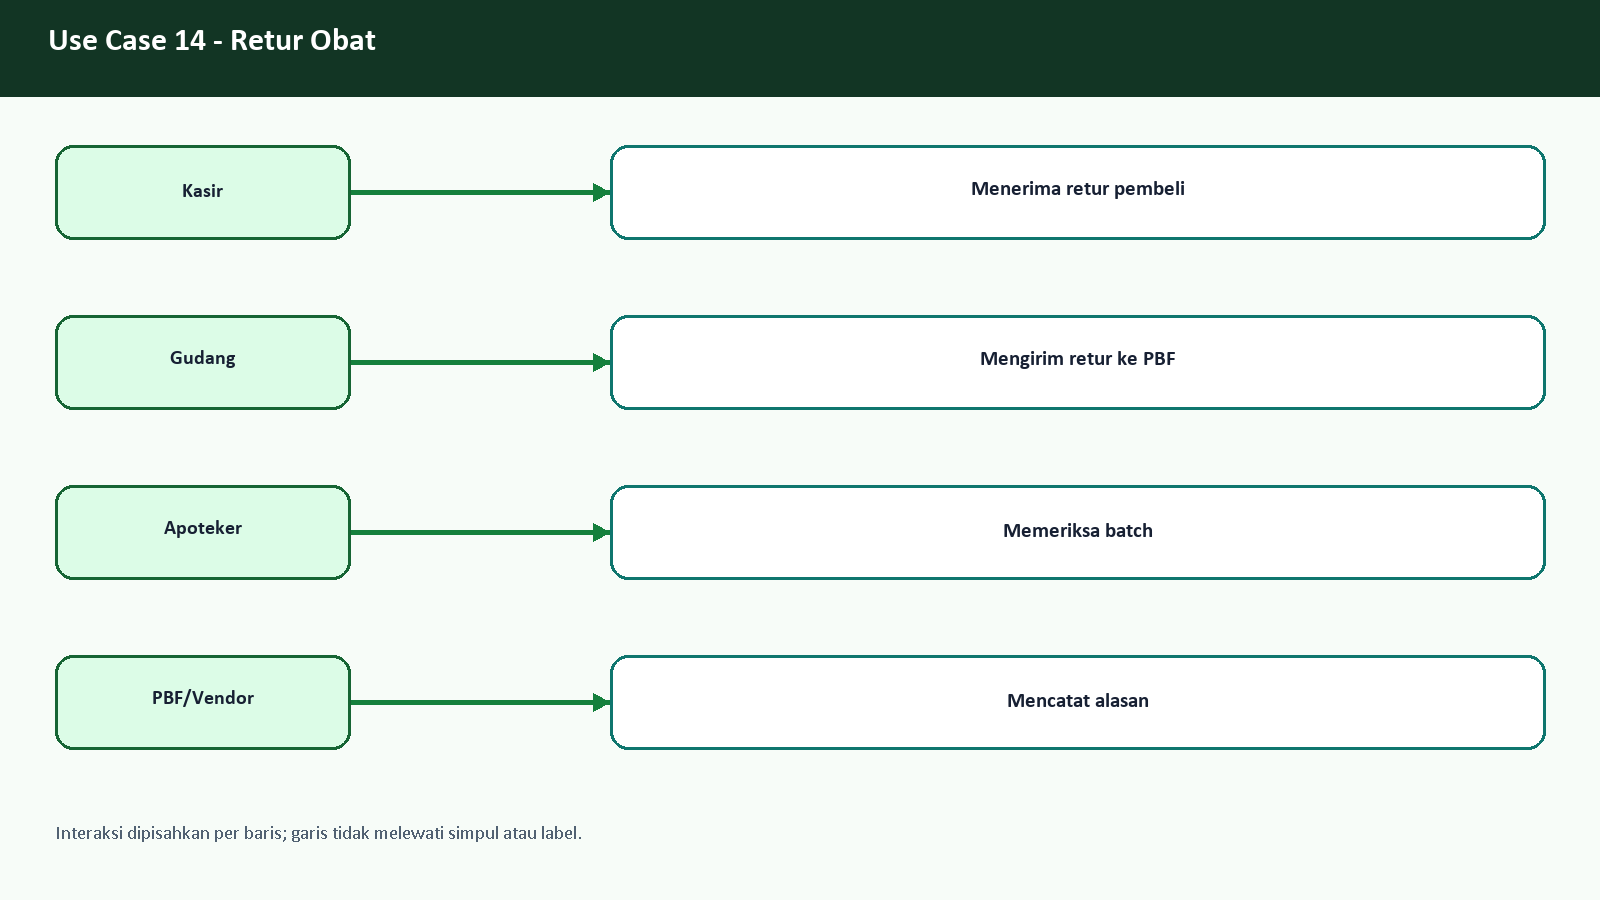 Use Case 14 - Retur Obat
Kasir
Menerima retur pembeli
Gudang
Mengirim retur ke PBF
Apoteker
Memeriksa batch
PBF/Vendor
Mencatat alasan
Interaksi dipisahkan per baris; garis tidak melewati simpul atau label.